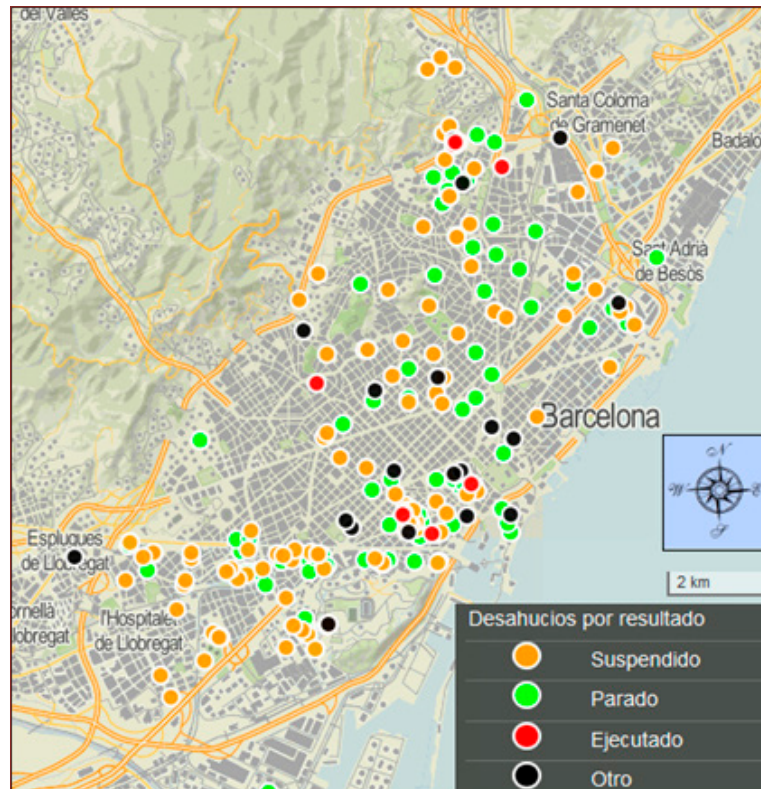 del Vallès
Santa Coloma
de Gramenet
Badalo
Sant Adrià
de Besòs
Barcelona
N
W
E
S
Esplugues
de Llobregat
2 km
ornellà
lobregat
l'Hospitalet
de Llobregat
Desahucios por resultado
Suspendido
Parado
Ejecutado
Otro